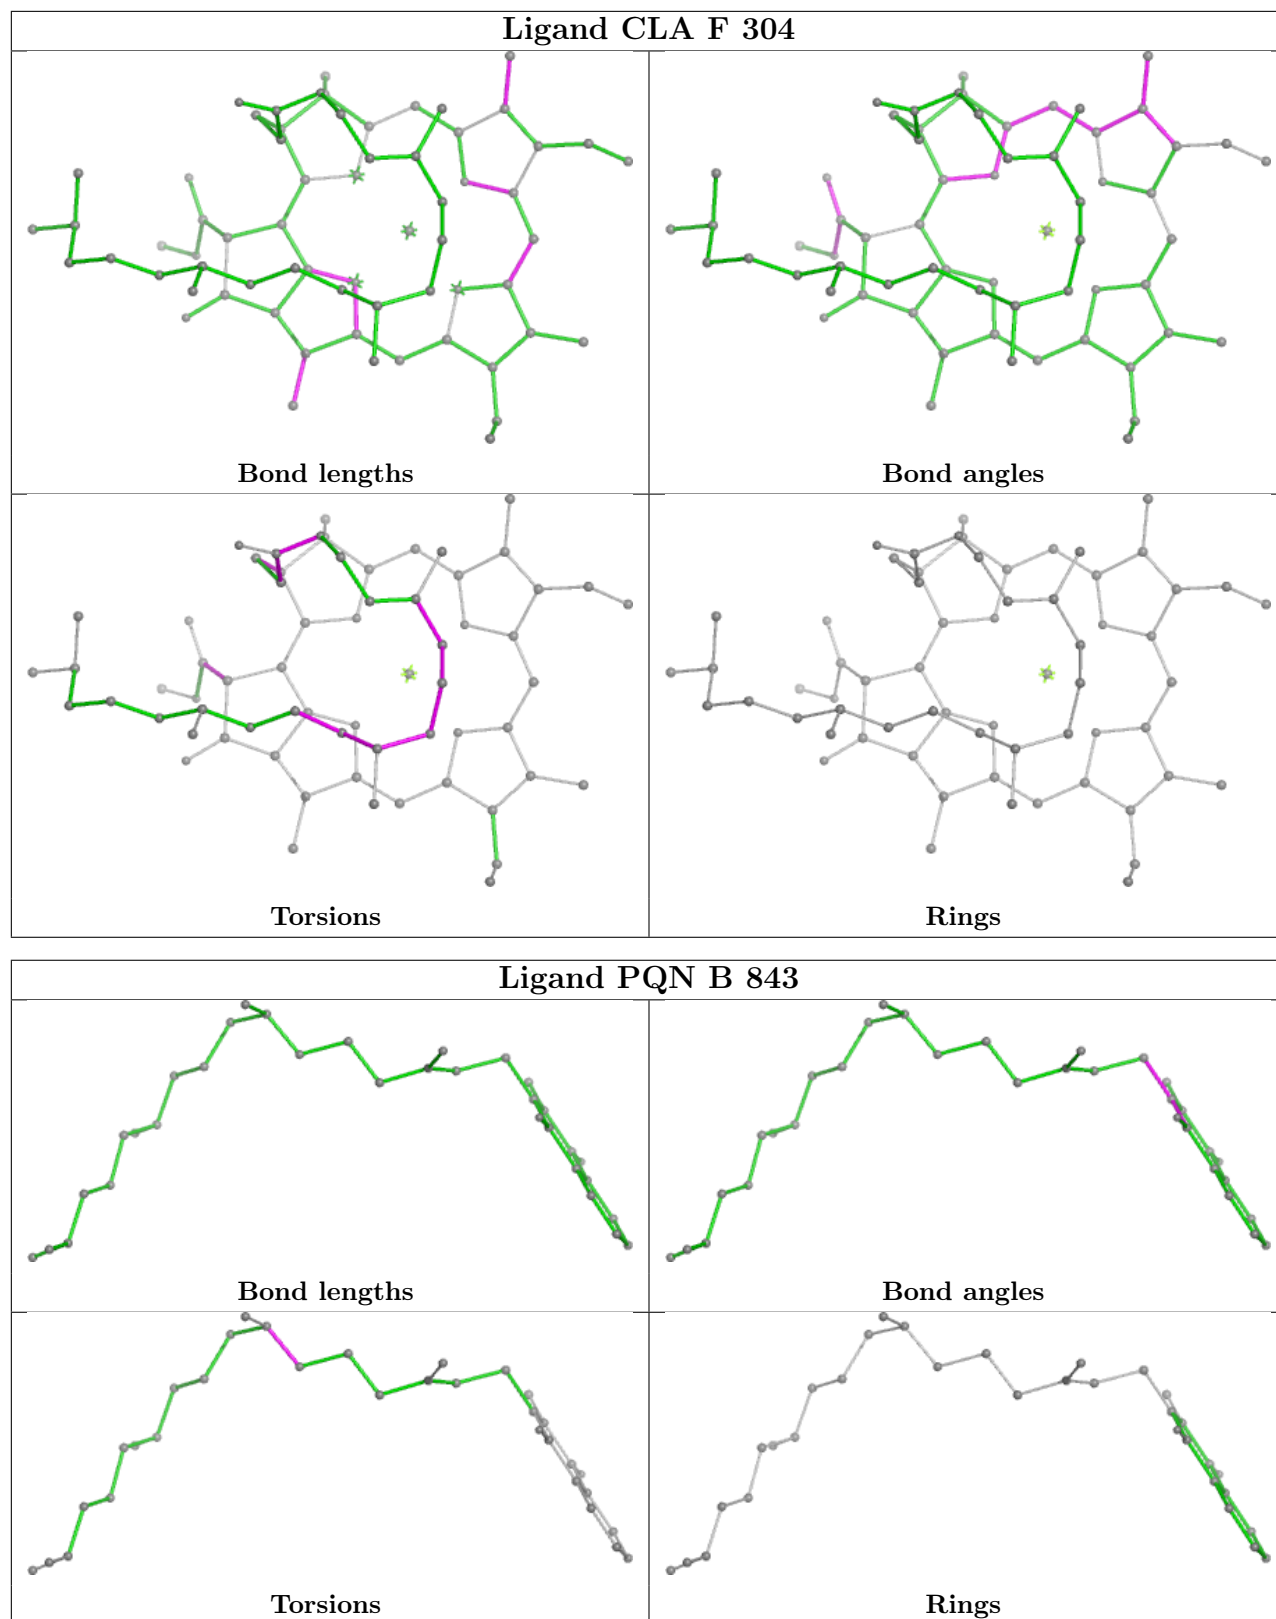 Ligand CLA F 304
Bond lengths
Bond angles
Torsions
Rings
Ligand PQN B 843
Bond lengths
Bond angles
Torsions
Rings